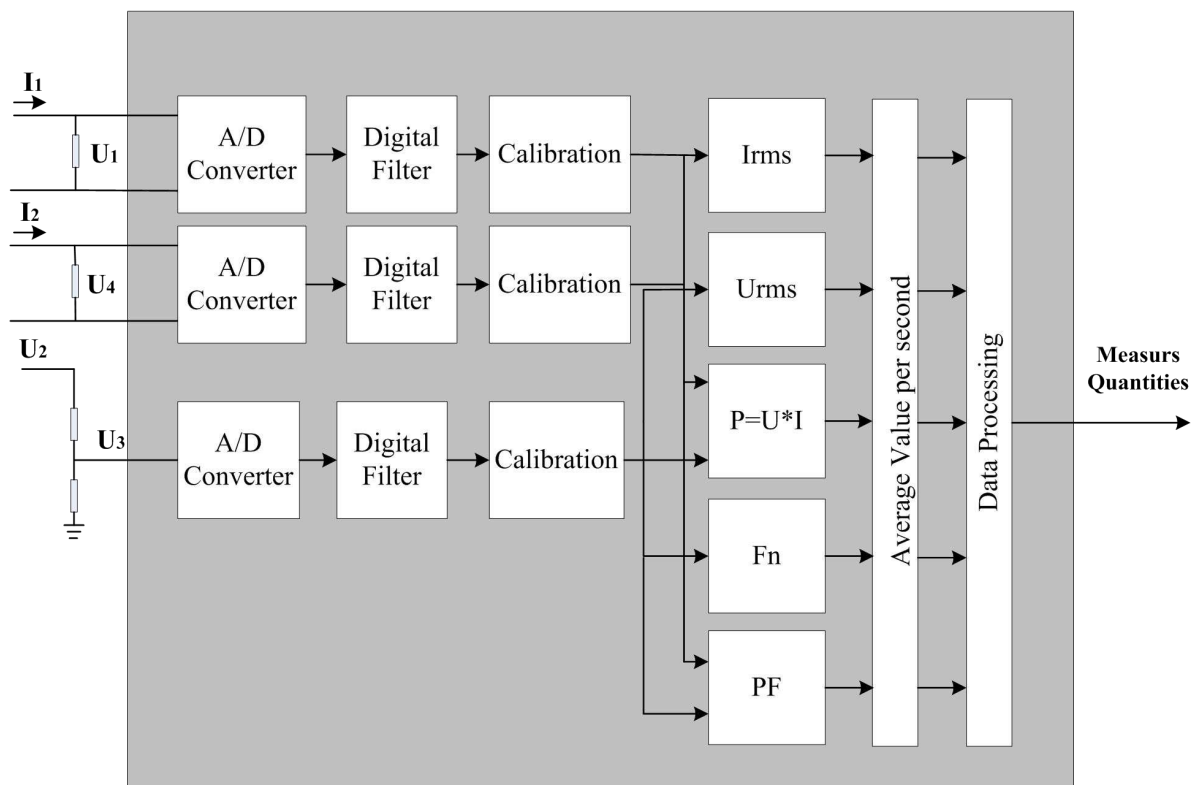 I1
U1
A/D
Converter
Digital
Filter
Calibration
Irms
I2
U4
A/D
Converter
Digital
Filter
Calibration
Urms
U2
U3
A/D
Converter
Digital
Filter
Calibration
P=U*I
Fn
PF
Average Value per second
Data Processing
Measurs
Quantities